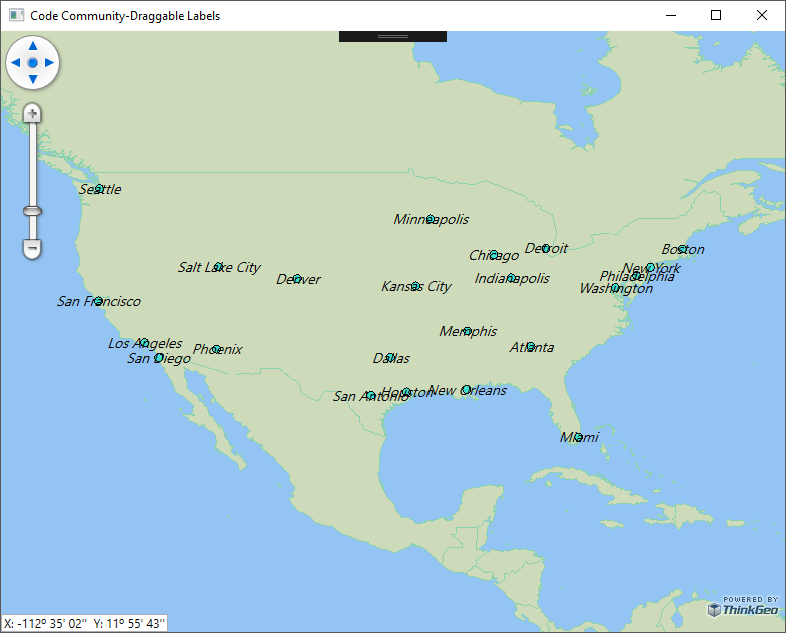 Code Community-Draggable Labels
Seattle
Minneapolis
Detroit
Boston
Chicago
Salt Lake City
New York
Denver
Indianapolis
Philadelphia
Kansas City
Washington
San Francisco
Memphis
Los Angeles
Phoenix
Atlanta
San Diego
Dallas
San Antonio
Houston
New Orleans
Miami
POWERED BY
ThinkGeo
X: -112º 35' 02'' Y: 11º 55' 43''